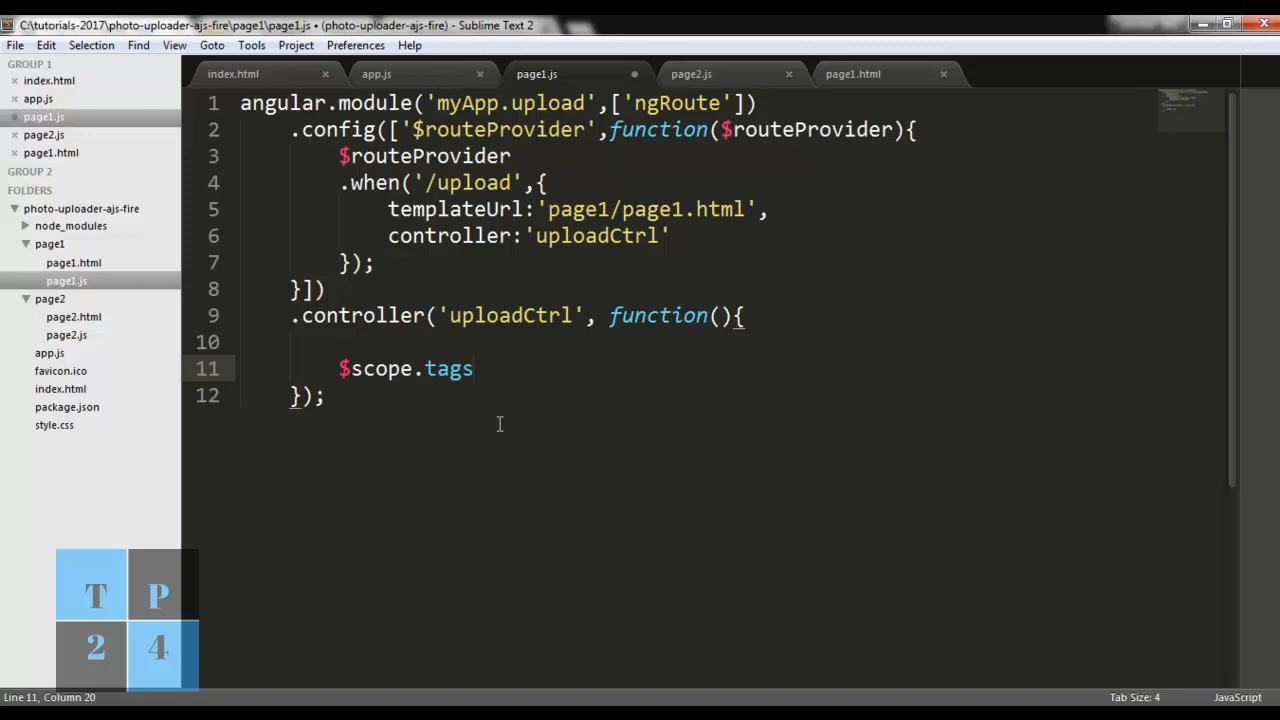 C:\tutorials-2017\photo-uploader-ajs-fire\page1\page1.js • (photo-uploader-ajs-fire) - Sublime Text 2
File Edit Selection Find View Goto Tools Project Preferences Help
GROUP 1
index.html
app.js
page1.js
page2.js
page1.html
GROUP 2
FOLDERS
photo-uploader-ajs-fire
node_modules
page1
page1.html
page1.js
page2
page2.html
page2.js
app.js
favicon.ico
index.html
package.json
style.css
index.html app.js page1.js page2.js page1.html
1 angular.module('myApp.upload',['ngRoute'])
2 .config(['$routeProvider',function($routeProvider){
3 $routeProvider
4 .when('/upload',{
5 templateUrl:'page1/page1.html',
6 controller:'uploadCtrl'
7 });
8 }])
9 .controller('uploadCtrl', function(){
10
11 $scope.tags
12 });
T P
2 4
Line 11, Column 20 Tab Size: 4 JavaScript